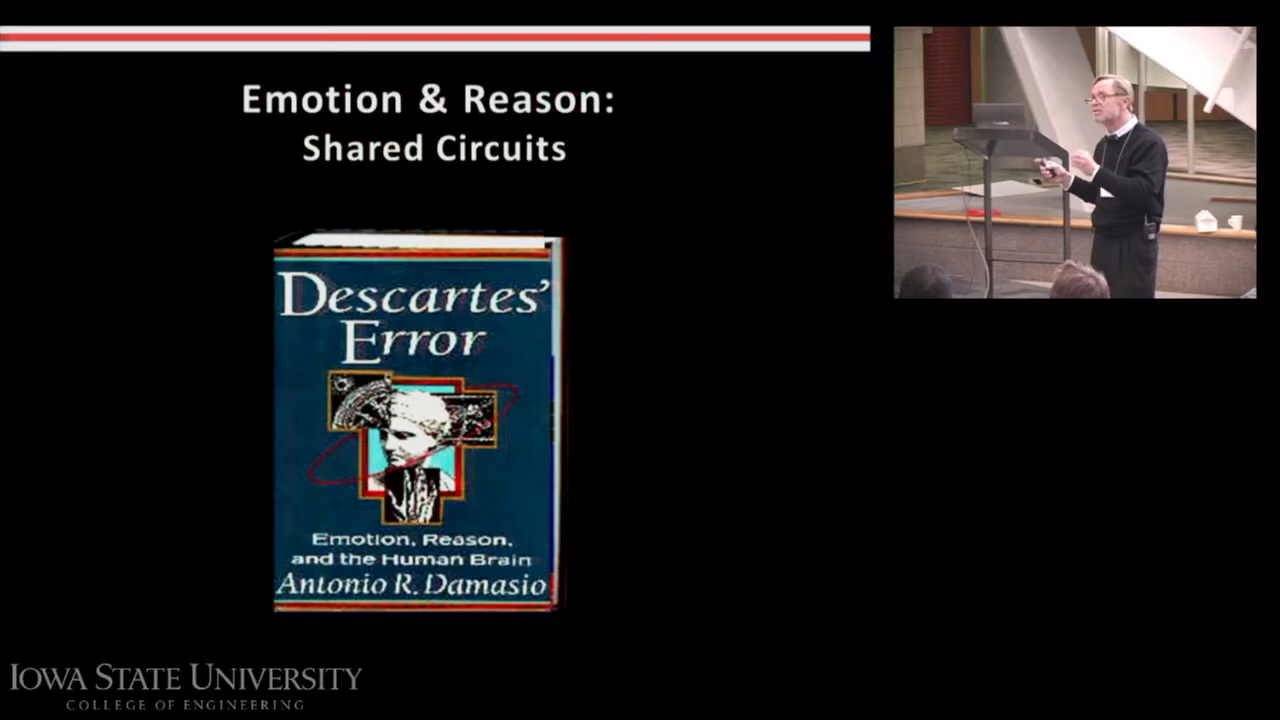 Emotion & Reason:
Shared Circuits
Descartes'
Error
Emotion, Reason,
and the Human Brain
Antonio R. Damasio
IOWA STATE UNIVERSITY
COLLEGE OF ENGINEERING